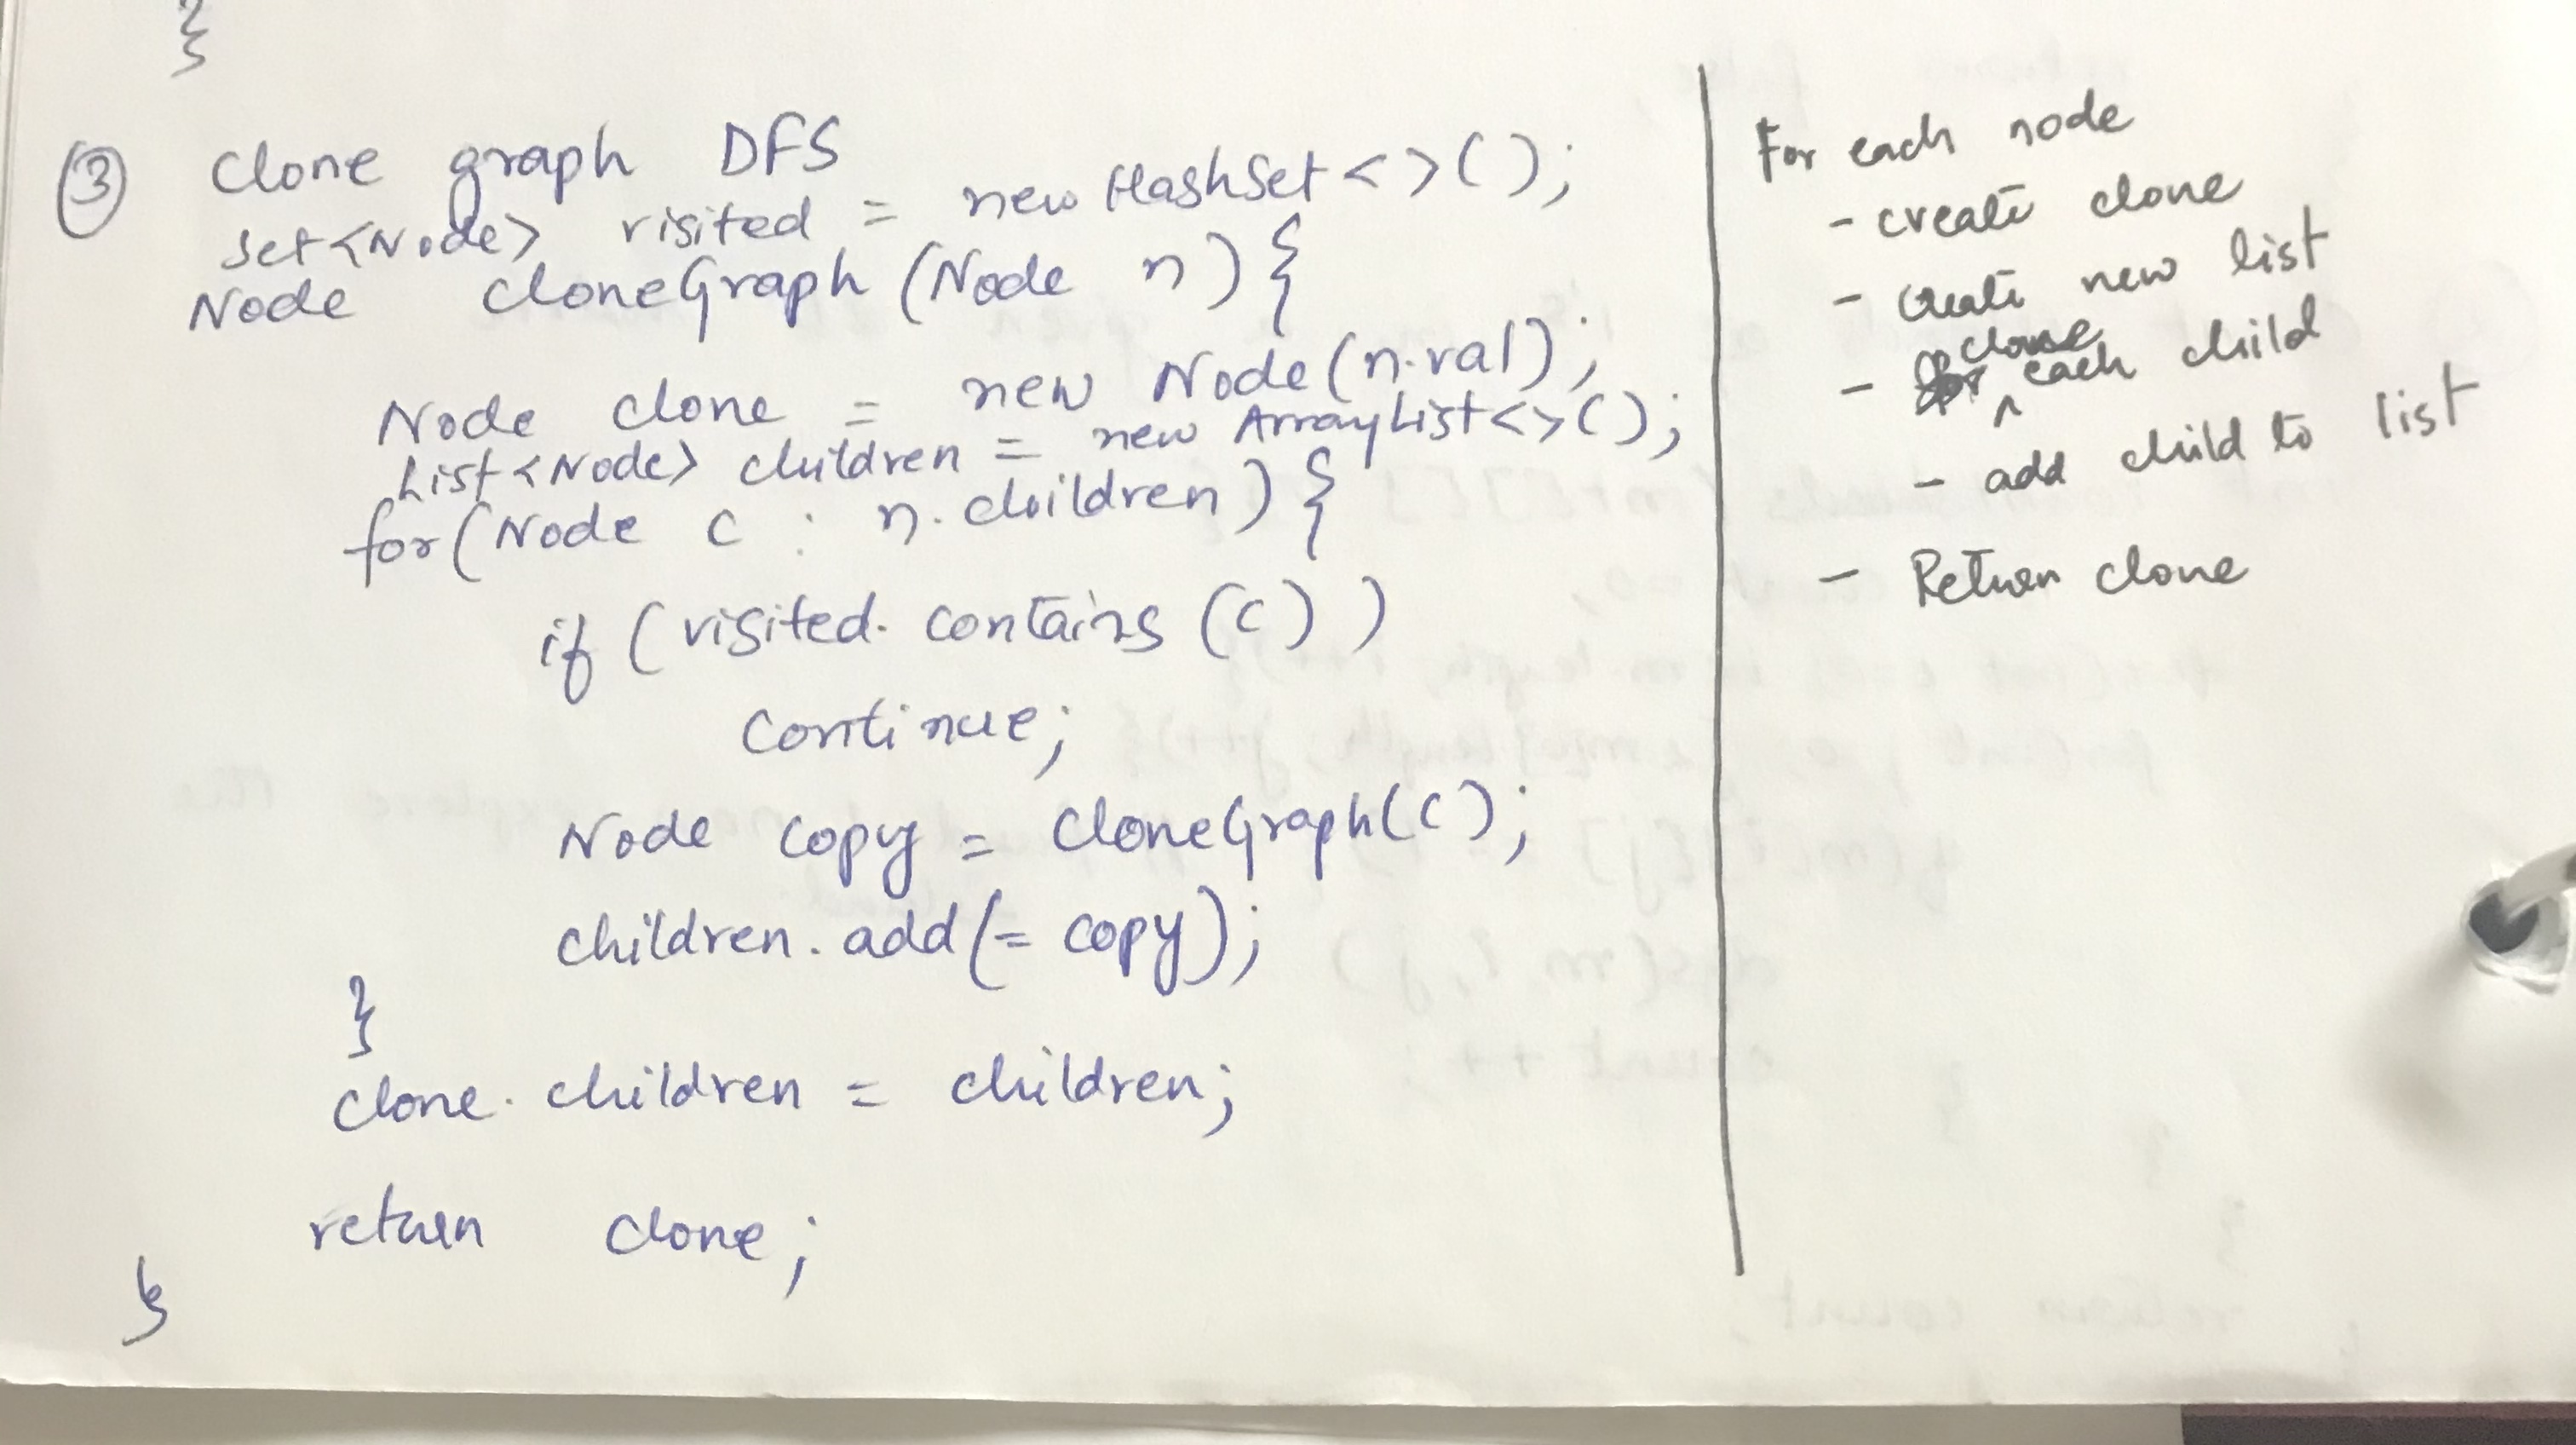 }
③ Clone graph DFS
Set<Node> visited = new HashSet<>();
Node cloneGraph (Node n) {
Node clone = new Node (n.val);
List<Node> children = new ArrayList<>();
for (Node c : n.children) {
if (visited.contains (c))
continue;
Node copy = cloneGraph(c);
children.add(= copy);
}
clone.children = children;
return clone;
}
For each node
- create clone
- create new list
- clone each child
- add child to list
- Return clone